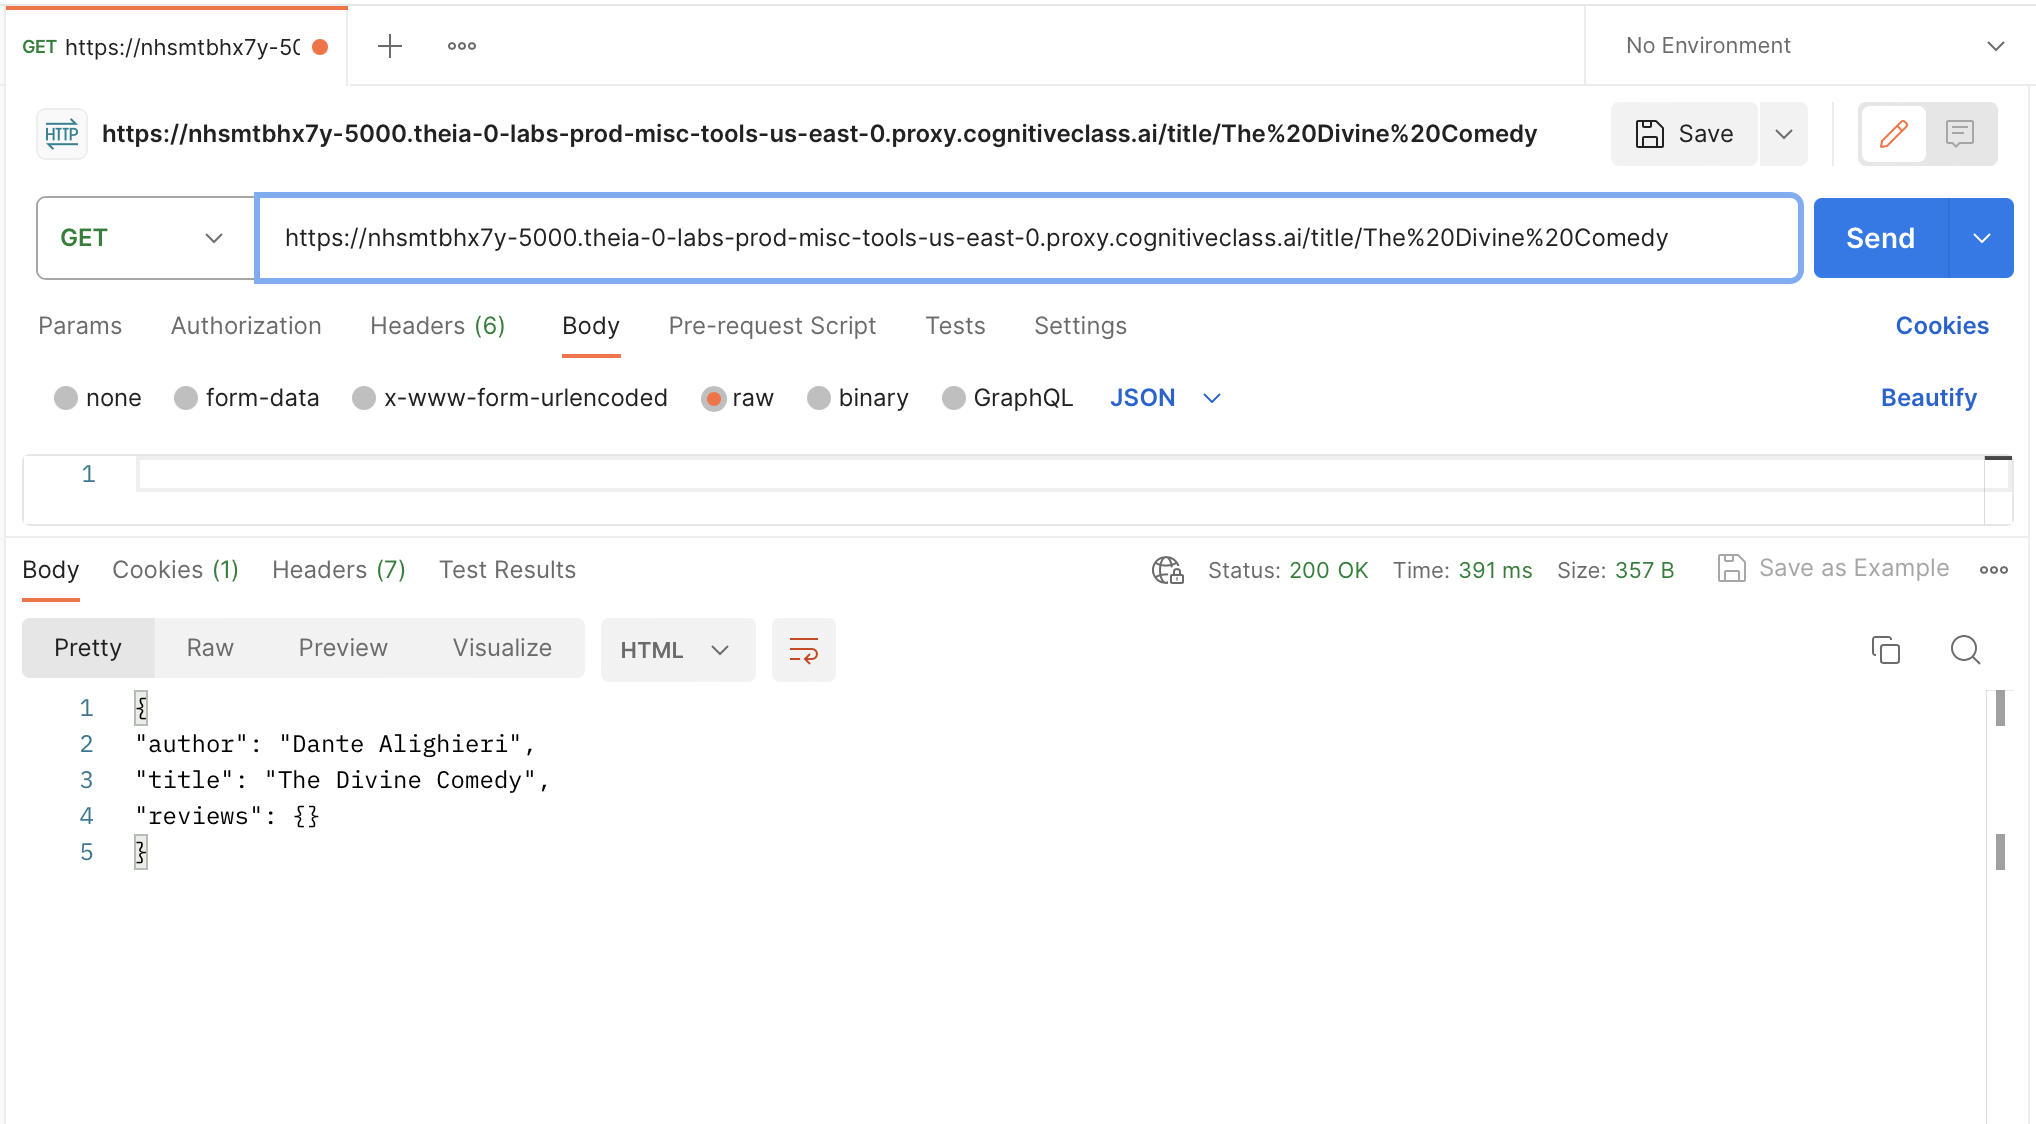 GET https://nhsmtbhx7y-50
No Environment
HTTP https://nhsmtbhx7y-5000.theia-0-labs-prod-misc-tools-us-east-0.proxy.cognitiveclass.ai/title/The%20Divine%20Comedy Save
GET https://nhsmtbhx7y-5000.theia-0-labs-prod-misc-tools-us-east-0.proxy.cognitiveclass.ai/title/The%20Divine%20Comedy Send
Params Authorization Headers (6) Body Pre-request Script Tests Settings Cookies
none form-data x-www-form-urlencoded raw binary GraphQL JSON Beautify
1
Body Cookies (1) Headers (7) Test Results Status: 200 OK Time: 391 ms Size: 357 B Save as Example
Pretty Raw Preview Visualize HTML
1 {
2 "author": "Dante Alighieri",
3 "title": "The Divine Comedy",
4 "reviews": {}
5 }